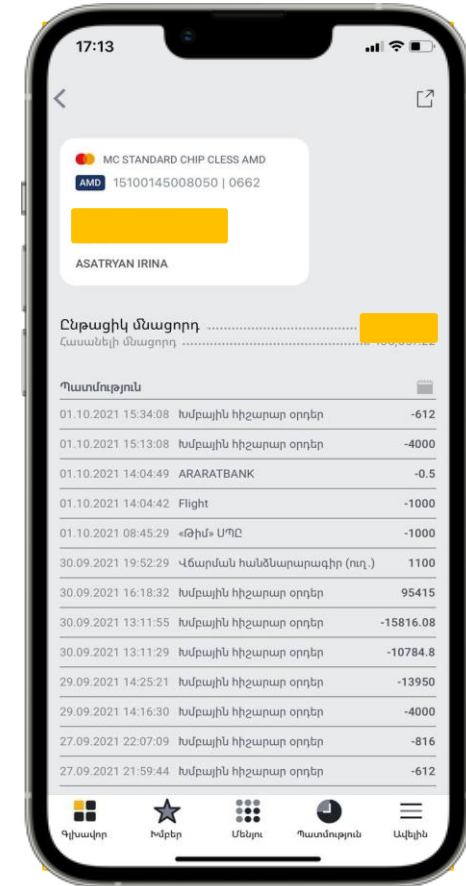 17:13
MC STANDARD CHIP CLESS AMD
AMD 15100145008050 | 0662
ASATRYAN IRINA
Ընթացիկ մնացորդ
Հասանելի մնացորդ
Պատմություն
01.10.2021 15:34:08 Խմբային հիշարար օրդեր -612
01.10.2021 15:13:08 Խմբային հիշարար օրդեր -4000
01.10.2021 14:04:49 ARARATBANK -0.5
01.10.2021 14:04:42 Flight -1000
01.10.2021 08:45:29 «Թիմ» ՍՊԸ -1000
30.09.2021 19:52:29 Վճարման հանձնարարագիր (ուղ.) 1100
30.09.2021 16:18:32 Խմբային հիշարար օրդեր 95415
30.09.2021 13:11:55 Խմբային հիշարար օրդեր -15816.08
30.09.2021 13:11:29 Խմբային հիշարար օրդեր -10784.8
29.09.2021 14:25:21 Խմբային հիշարար օրդեր -13950
29.09.2021 14:16:30 Խմբային հիշարար օրդեր -4000
27.09.2021 22:07:09 Խմբային հիշարար օրդեր -816
27.09.2021 21:59:44 Խմբային հիշարար օրդեր -612
Գլխավոր Խմբեր Մենյու Պատմություն Ավելին